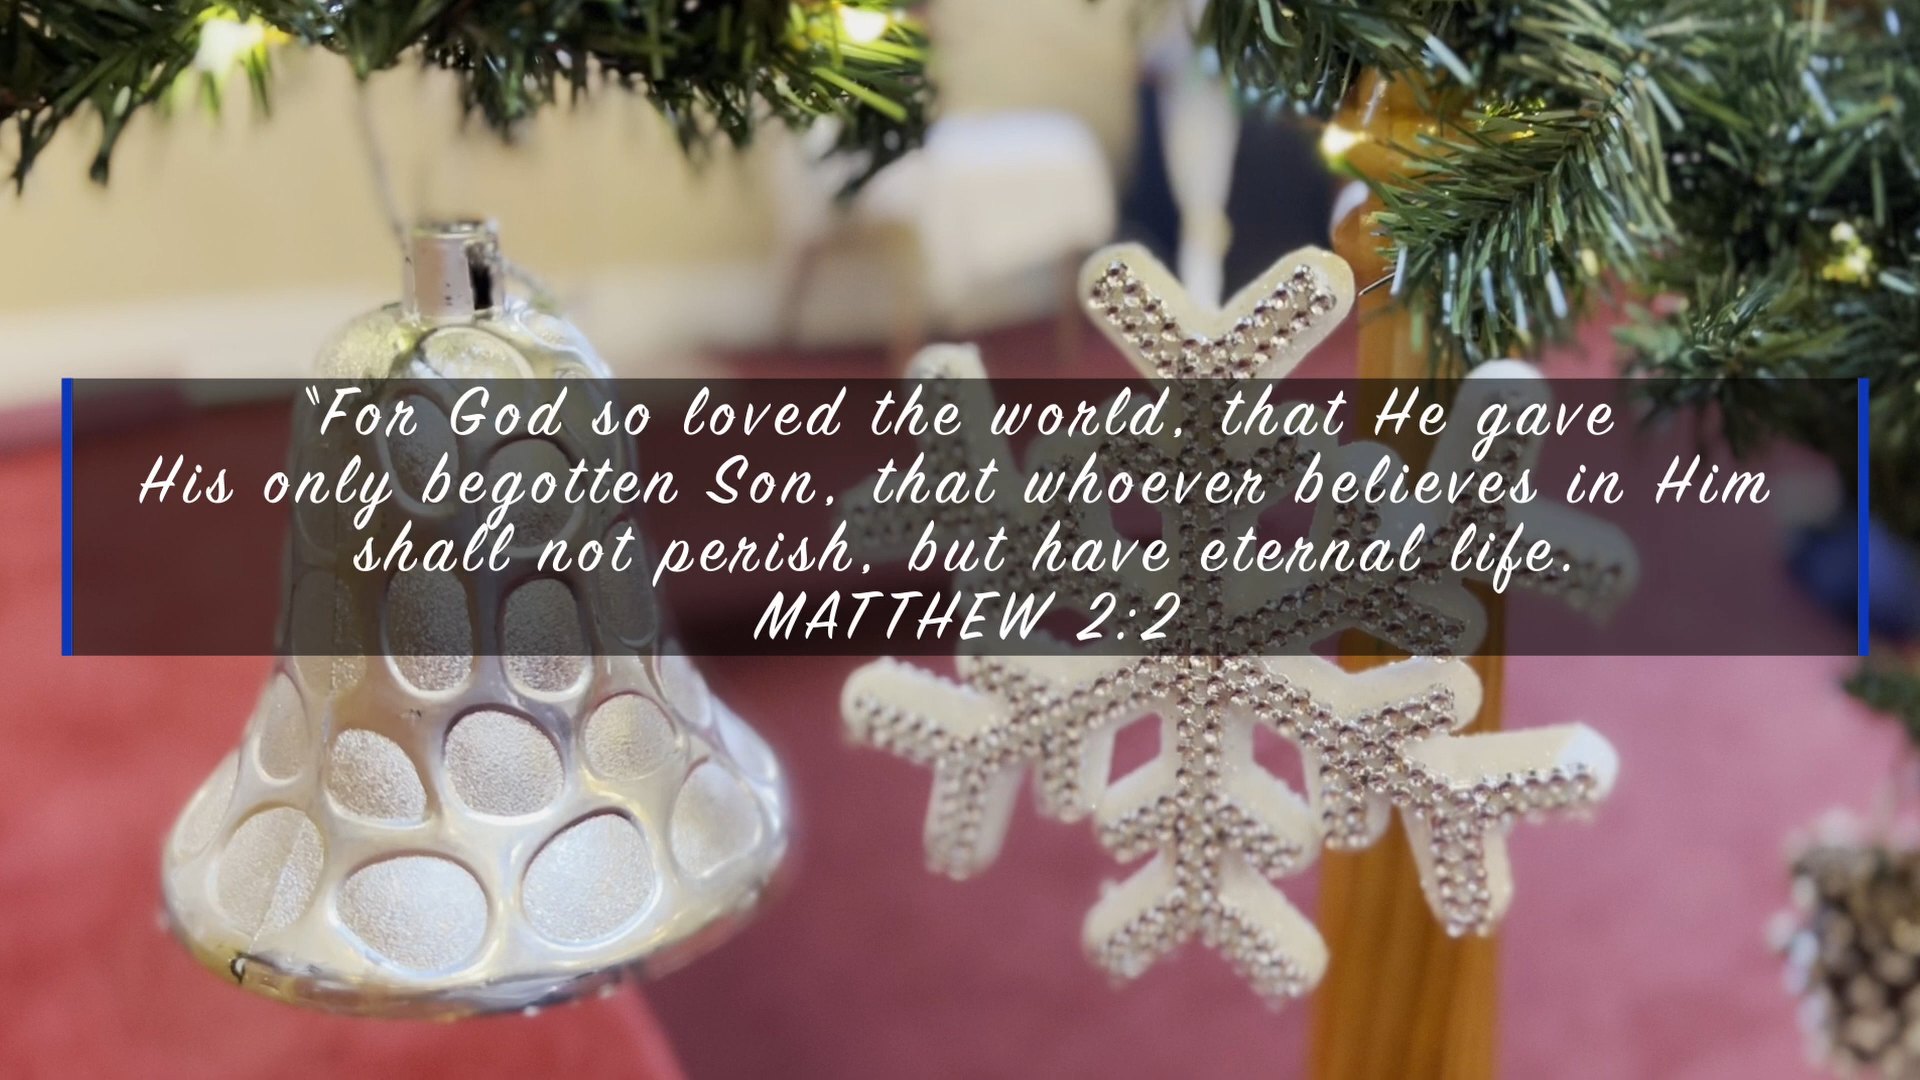 “For God so loved the world, that He gave
His only begotten Son, that whoever believes in Him
shall not perish, but have eternal life.
MATTHEW 2:2